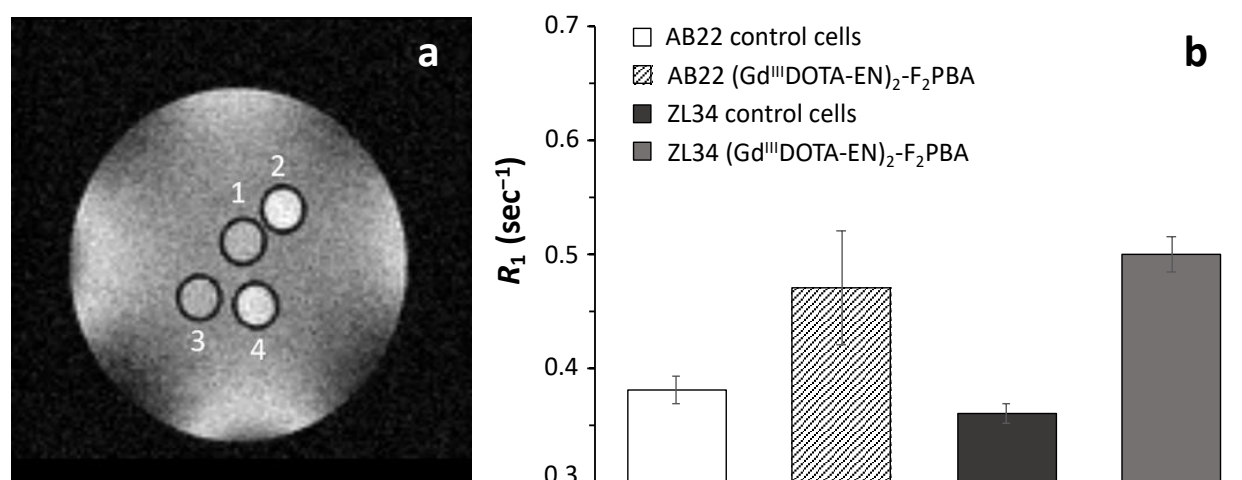 a
1
2
3
4
b
AB22 control cells
AB22 (GdᴵᴵᴵDOTA-EN)₂-F₂PBA
ZL34 control cells
ZL34 (GdᴵᴵᴵDOTA-EN)₂-F₂PBA
R₁ (sec⁻¹)
0.7
0.6
0.5
0.4
0.3